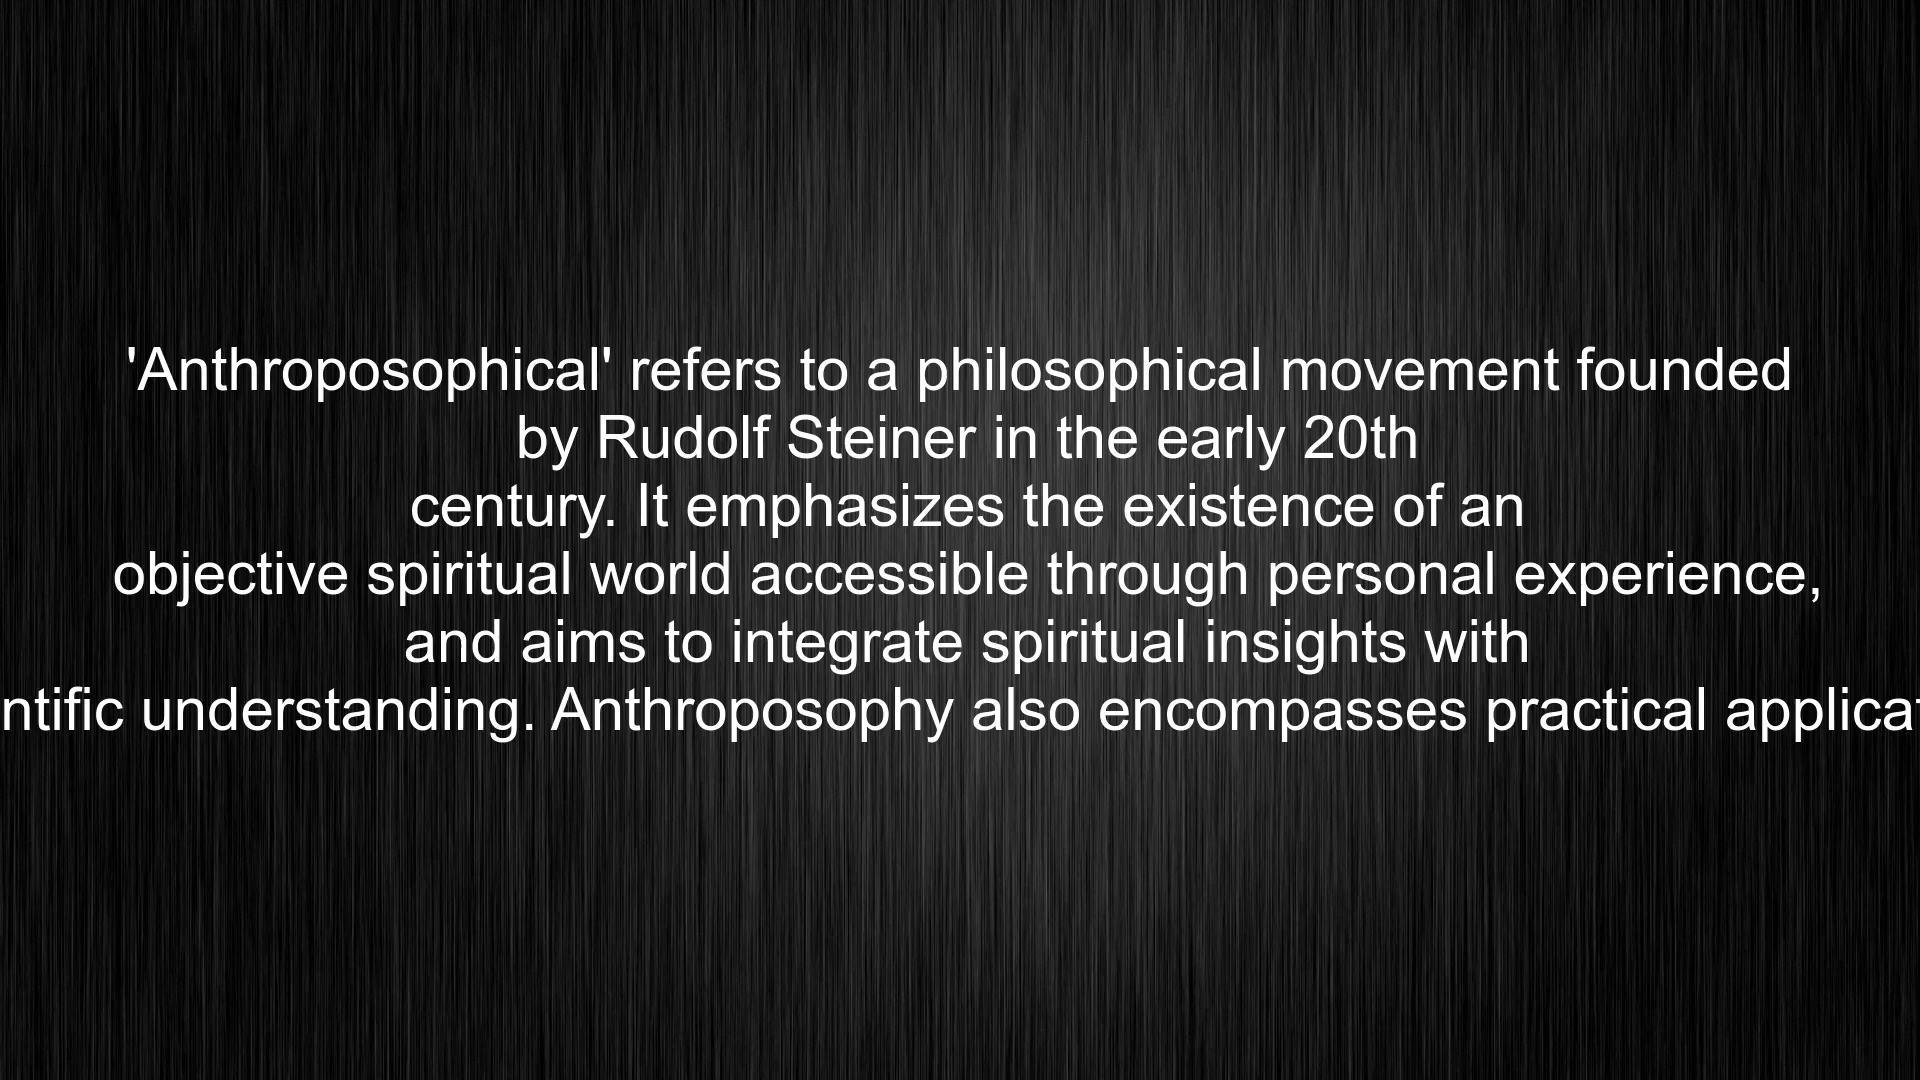 'Anthroposophical' refers to a philosophical movement founded
by Rudolf Steiner in the early 20th
century. It emphasizes the existence of an
objective spiritual world accessible through personal experience,
and aims to integrate spiritual insights with
understanding. Anthroposophy also encompasses practical